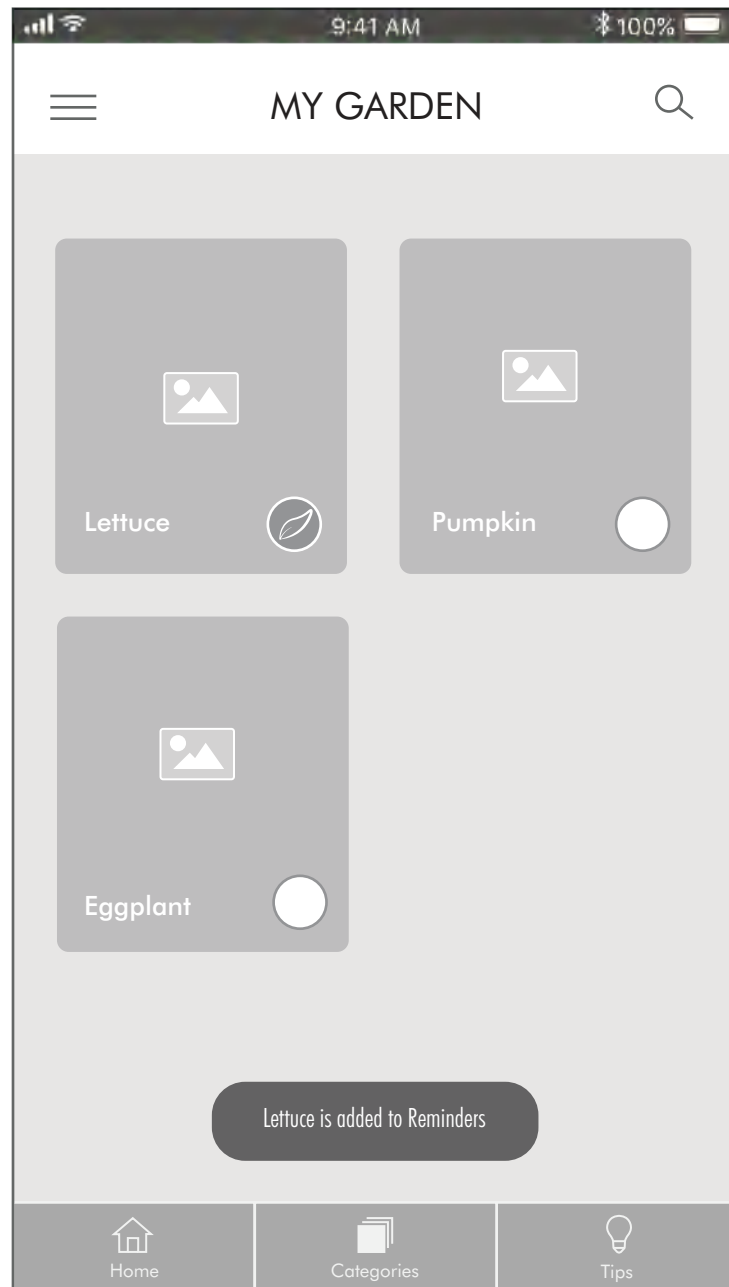 9:41 AM 100%
MY GARDEN
Lettuce Pumpkin
Eggplant
Lettuce is added to Reminders
Home Categories Tips